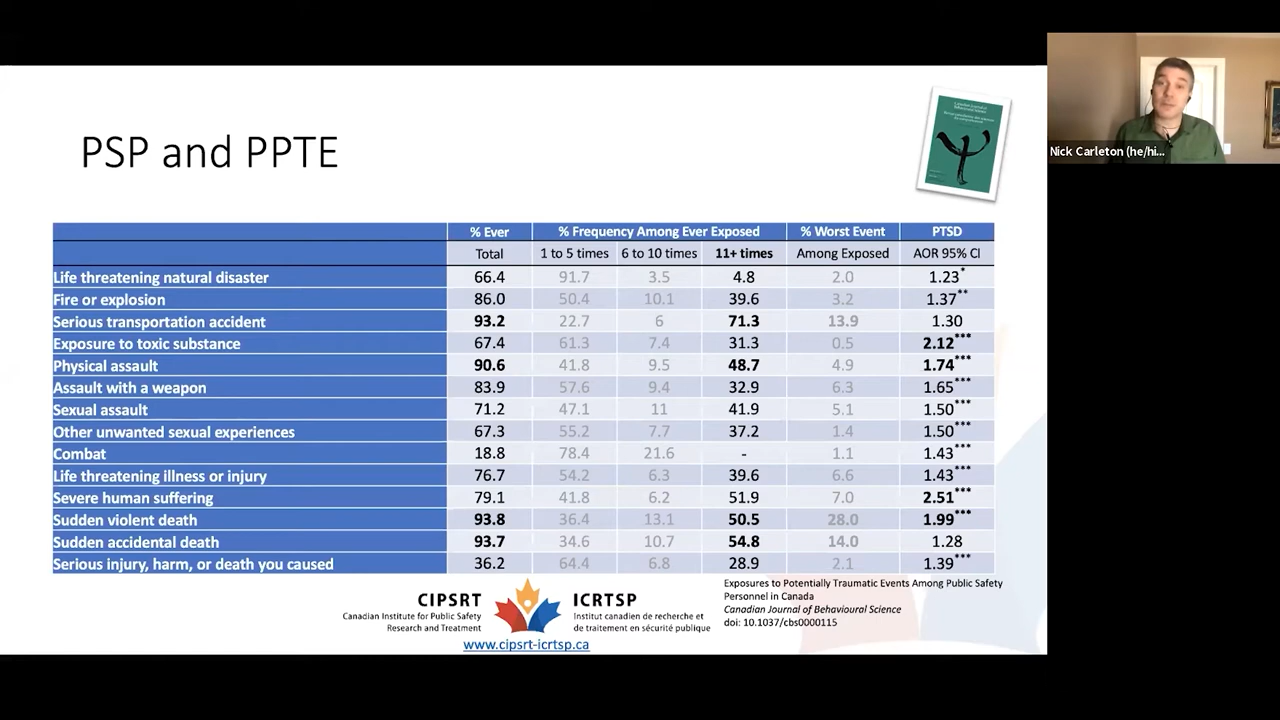 PSP and PPTE
Nick Carleton (he/hi...
% Ever % Frequency Among Ever Exposed % Worst Event PTSD
Total 1 to 5 times 6 to 10 times 11+ times Among Exposed AOR 95% CI
Life threatening natural disaster 66.4 91.7 3.5 4.8 2.0 1.23*
Fire or explosion 86.0 50.4 10.1 39.6 3.2 1.37**
Serious transportation accident 93.2 22.7 6 71.3 13.9 1.30
Exposure to toxic substance 67.4 61.3 7.4 31.3 0.5 2.12***
Physical assault 90.6 41.8 9.5 48.7 4.9 1.74***
Assault with a weapon 83.9 57.6 9.4 32.9 6.3 1.65***
Sexual assault 71.2 47.1 11 41.9 5.1 1.50***
Other unwanted sexual experiences 67.3 55.2 7.7 37.2 1.4 1.50***
Combat 18.8 78.4 21.6 - 1.1 1.43***
Life threatening illness or injury 76.7 54.2 6.3 39.6 6.6 1.43***
Severe human suffering 79.1 41.8 6.2 51.9 7.0 2.51***
Sudden violent death 93.8 36.4 13.1 50.5 28.0 1.99***
Sudden accidental death 93.7 34.6 10.7 54.8 14.0 1.28
Serious injury, harm, or death you caused 36.2 64.4 6.8 28.9 2.1 1.39***
CIPSRT
Canadian Institute for Public Safety
Research and Treatment
ICRTSP
Institut canadien de recherche et
de traitement en sécurité publique
www.cipsrt-icrtsp.ca
Exposures to Potentially Traumatic Events Among Public Safety
Personnel in Canada
Canadian Journal of Behavioural Science
doi: 10.1037/cbs0000115